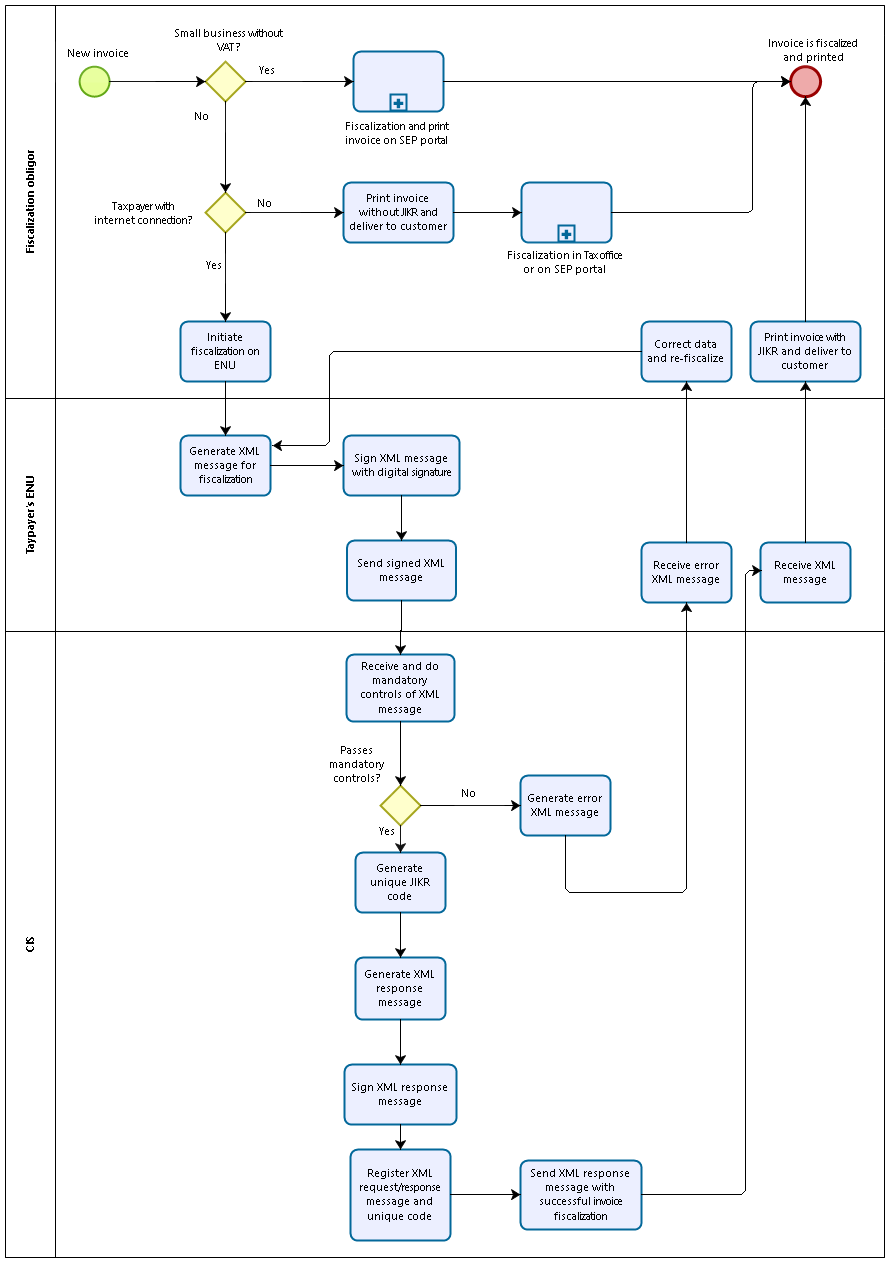 Fiscalization obligor
New invoice
Small business without
VAT?
Yes
No
Fiscalization and print
invoice on SEP portal
Invoice is fiscalized
and printed
Taxpayer with
internet connection?
No
Yes
Print invoice
without JIKR and
deliver to customer
Fiscalization in Tax office
or on SEP portal
Initiate
fiscalization on
ENU
Correct data
and re-fiscalize
Print invoice with
JIKR and deliver to
customer
Taypayer's ENU
Generate XML
message for
fiscalization
Sign XML message
with digital signature
Send signed XML
message
Receive error
XML message
Receive XML
message
CIS
Receive and do
mandatory
controls of XML
message
Passes
mandatory
controls?
No
Yes
Generate error
XML message
Generate
unique JIKR
code
Generate XML
response
message
Sign XML response
message
Register XML
request/response
message and
unique code
Send XML response
message with
successful invoice
fiscalization